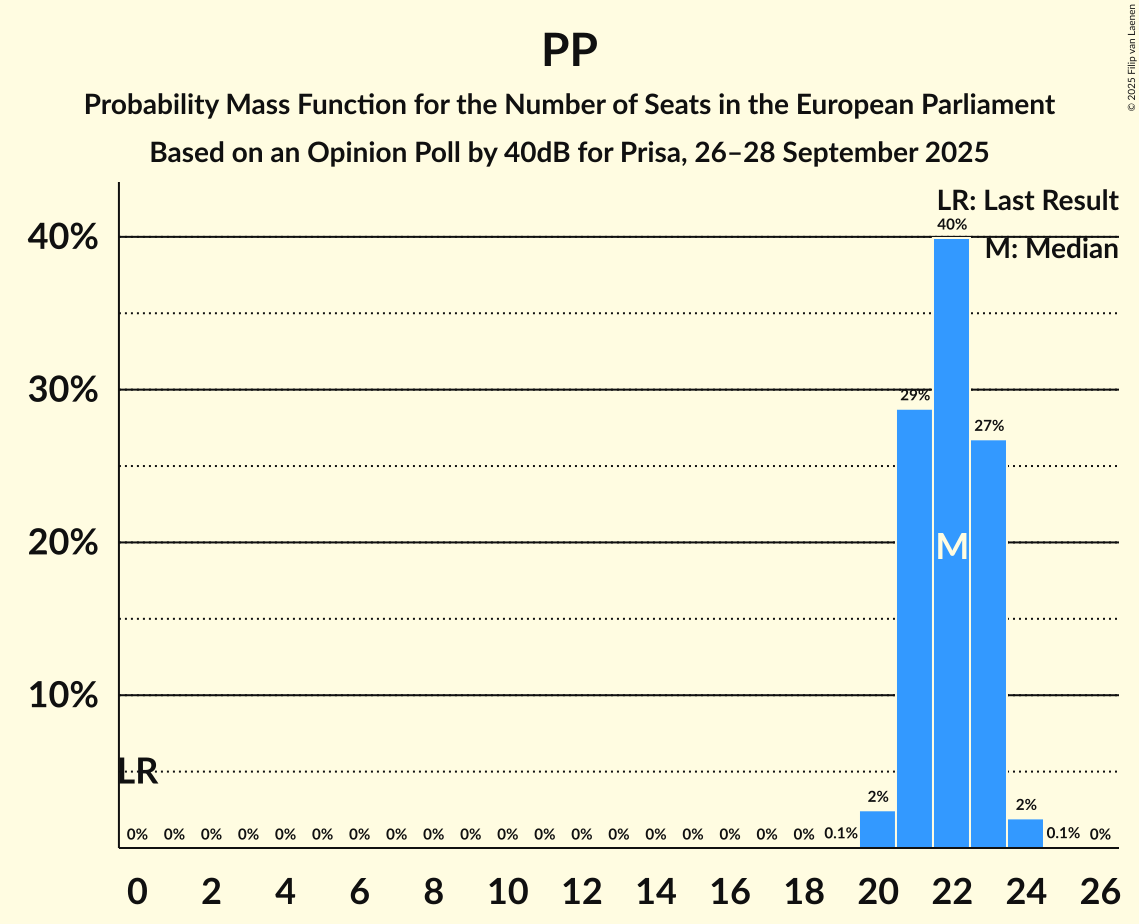 PP
Probability Mass Function for the Number of Seats in the European Parliament
Based on an Opinion Poll by 40dB for Prisa, 26–28 September 2025
© 2025 Filip van Laenen
LR: Last Result
M: Median
40%
30%
20%
10%
40%
29%
27%
M
LR
2%
2%
0% 0% 0% 0% 0% 0% 0% 0% 0% 0% 0% 0% 0% 0% 0% 0% 0% 0% 0% 0.1% 0.1% 0%
0 2 4 6 8 10 12 14 16 18 20 22 24 26